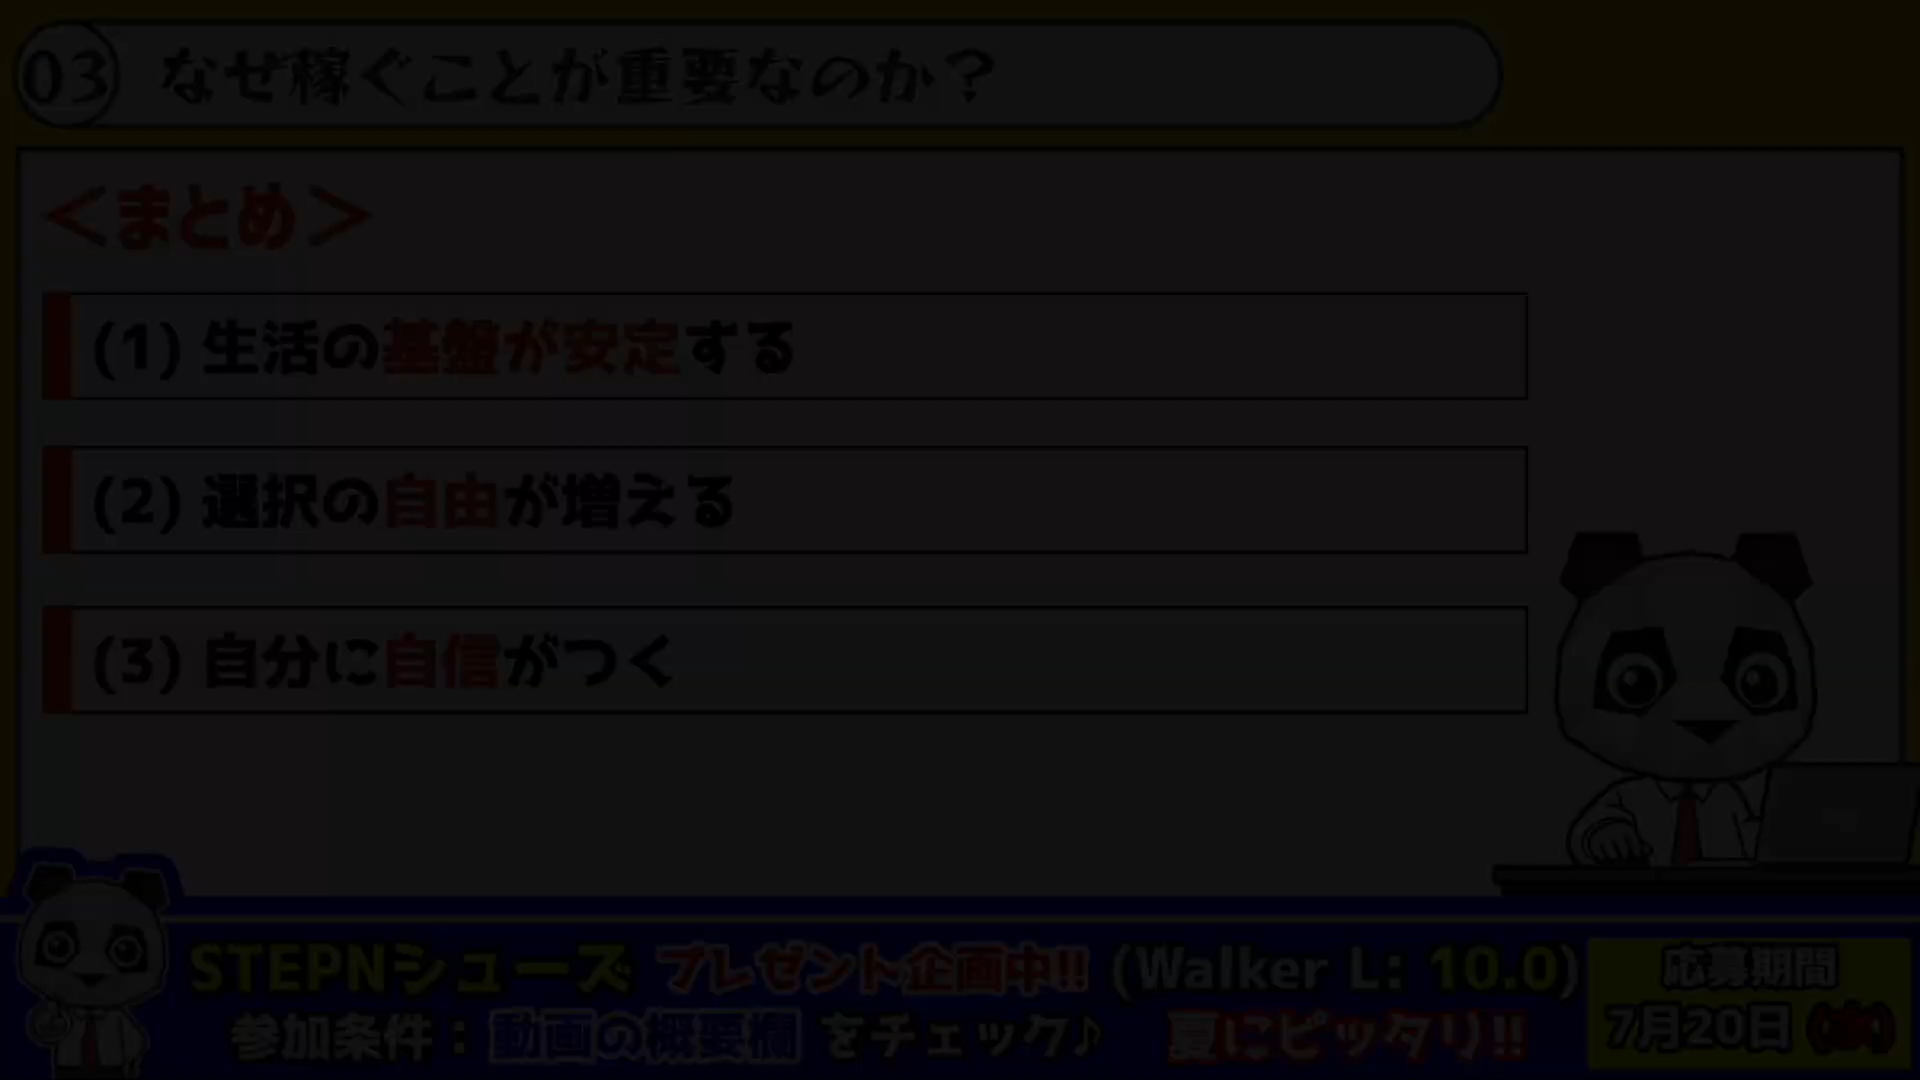 03 なぜ稼ぐことが重要なのか？
＜まとめ＞
(1) 生活の基盤が安定する
(2) 選択の自由が増える
(3) 自分に自信がつく
STEPNシューズ プレゼント企画中!! (Walker L: 10.0)
参加条件：動画の概要欄 をチェック♪ 夏にピッタリ!!
応募期間
7月20日 (水)